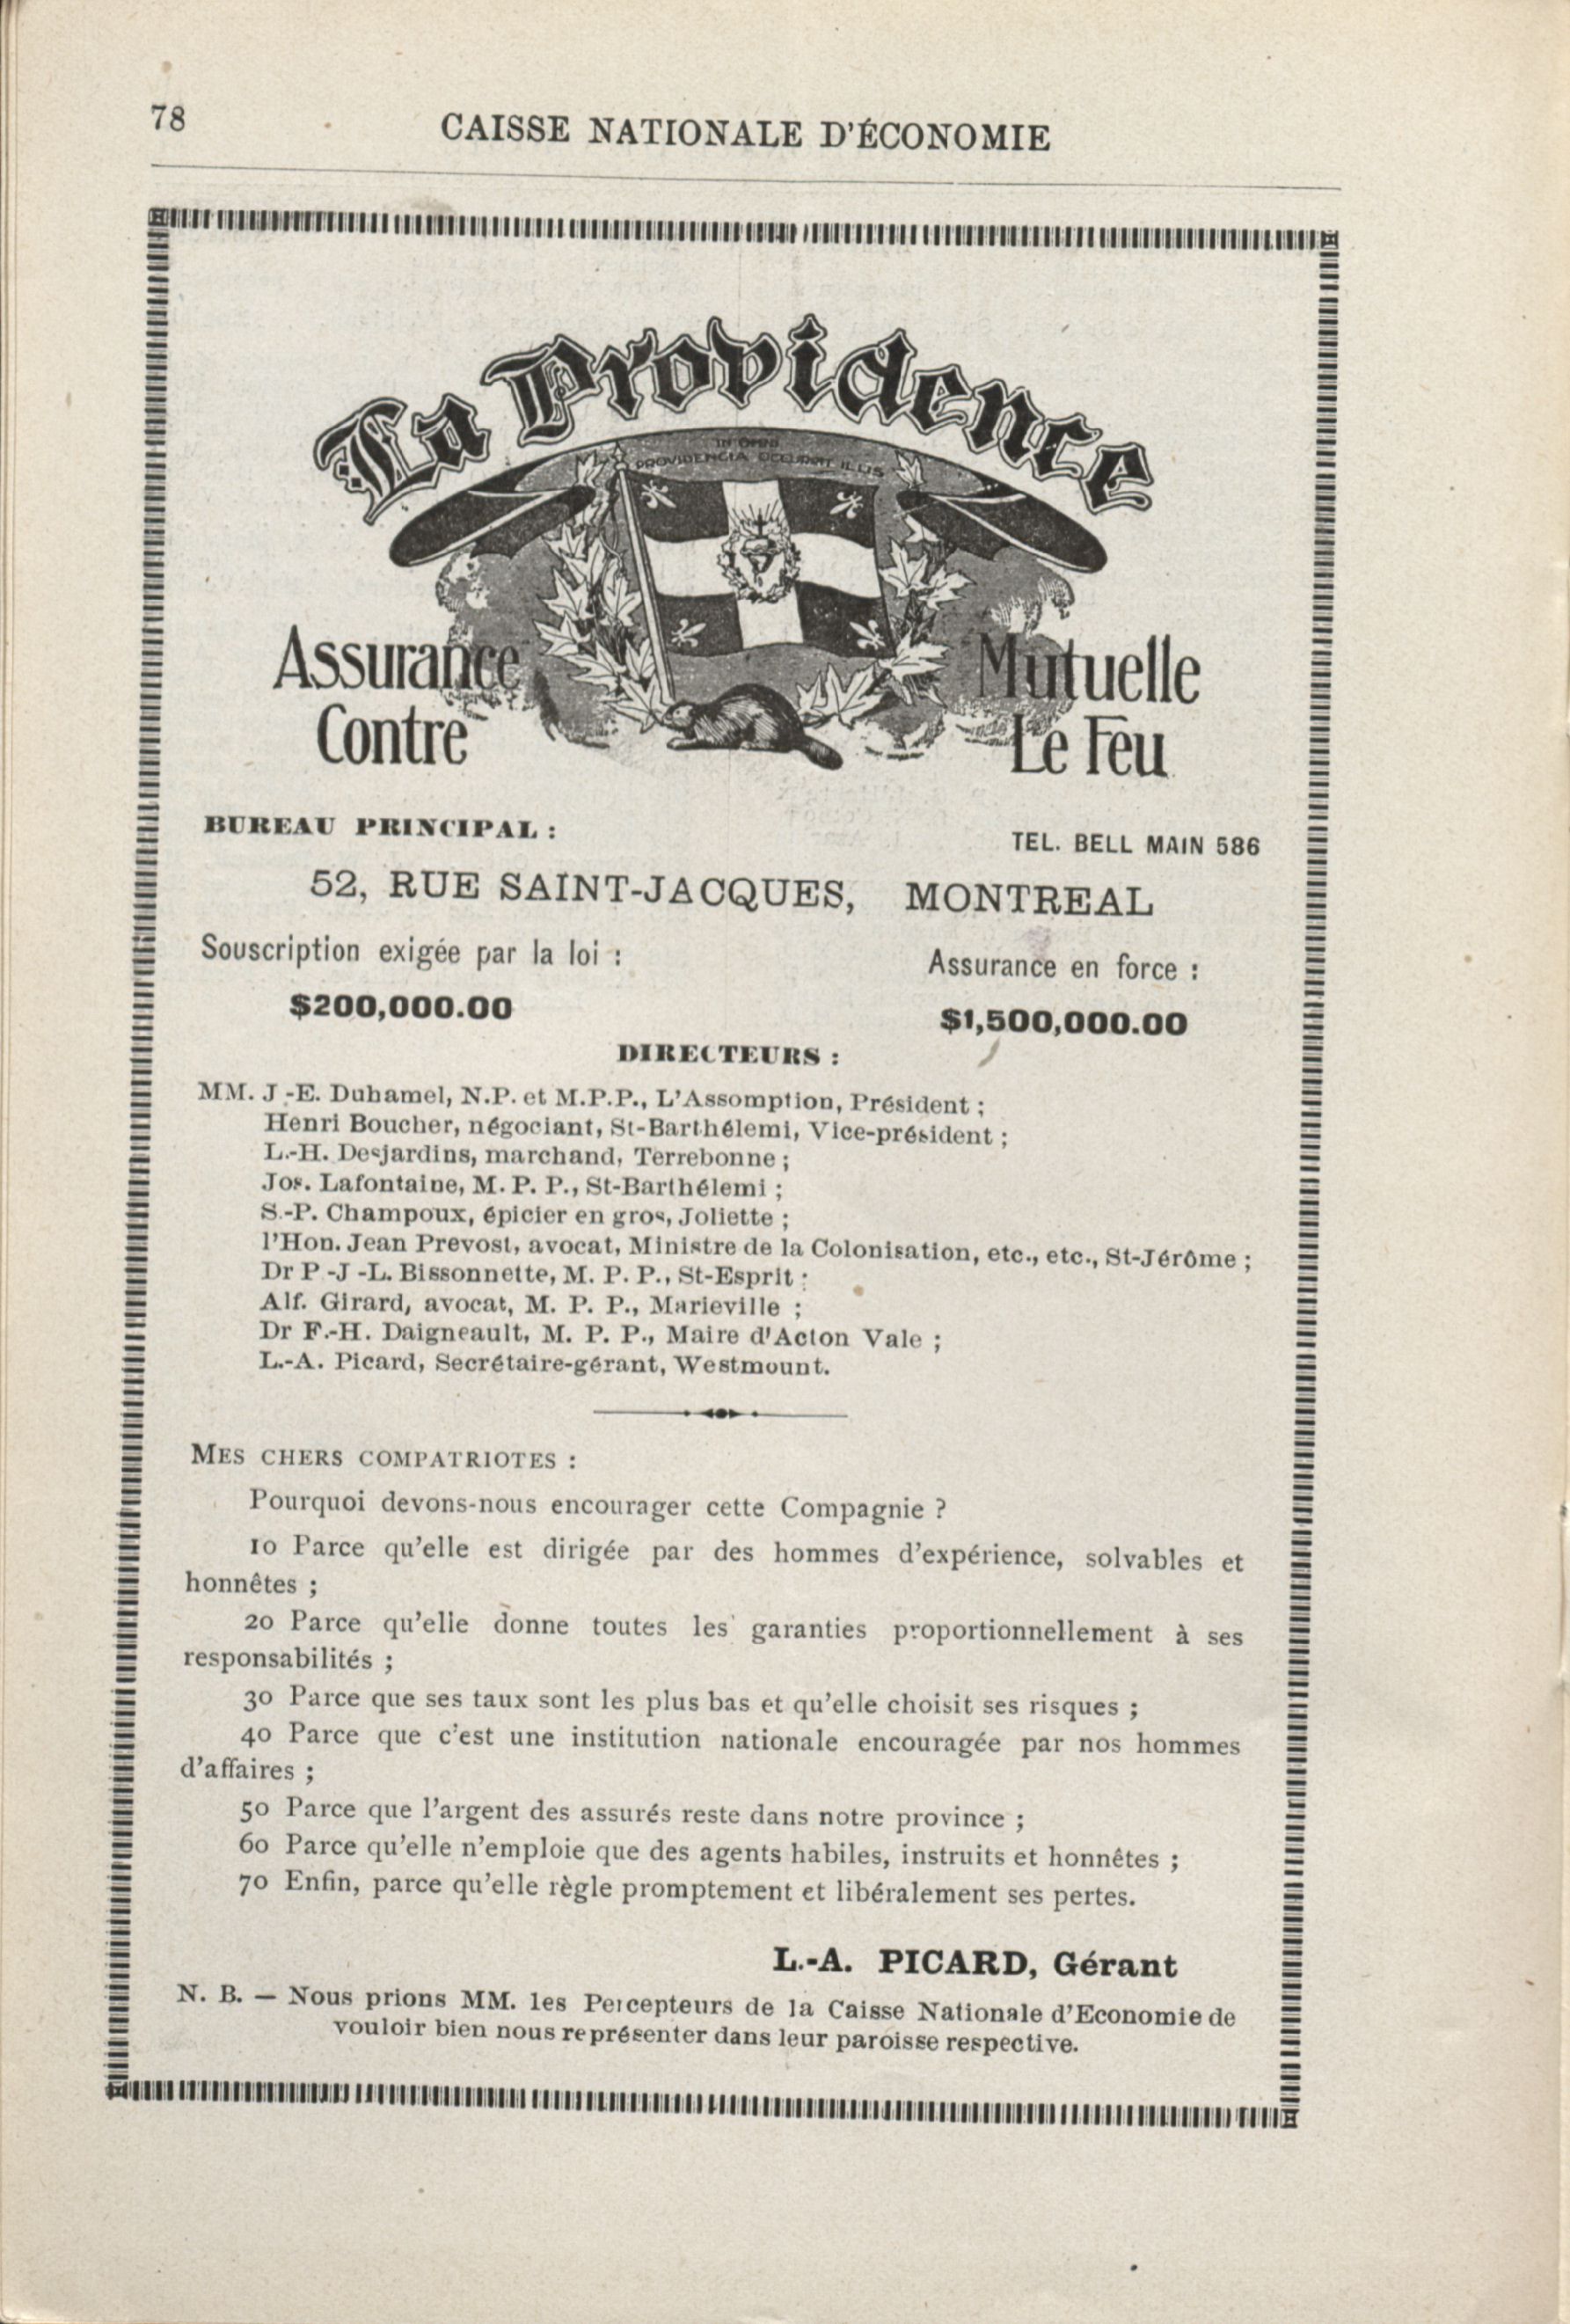 78
CAISSE NATIONALE D'ÉCONOMIE
La Providence
IN OMNI
PROVIDENCIA OCCURRIT ILLIS
Assurance Mutuelle
Contre Le Feu
BUREAU PRINCIPAL :
TEL. BELL MAIN 586
52, RUE SAINT-JACQUES, MONTREAL
Souscription exigée par la loi :
Assurance en force :
$200,000.00
$1,500,000.00
DIRECTEURS :
MM. J.-E. Duhamel, N.P. et M.P.P., L'Assomption, Président ;
Henri Boucher, négociant, St-Barthélemi, Vice-président ;
L.-H. Desjardins, marchand, Terrebonne ;
Jos. Lafontaine, M. P. P., St-Barthélemi ;
S.-P. Champoux, épicier en gros, Joliette ;
l'Hon. Jean Prevost, avocat, Ministre de la Colonisation, etc., etc., St-Jérôme ;
Dr P -J -L. Bissonnette, M. P. P., St-Esprit ;
Alf. Girard, avocat, M. P. P., Marieville ;
Dr F.-H. Daigneault, M. P. P., Maire d'Acton Vale ;
L.-A. Picard, Secrétaire-gérant, Westmount.
MES CHERS COMPATRIOTES :
Pourquoi devons-nous encourager cette Compagnie ?
1o Parce qu'elle est dirigée par des hommes d'expérience, solvables et
honnêtes ;
2o Parce qu'elle donne toutes les garanties proportionnellement à ses
responsabilités ;
3o Parce que ses taux sont les plus bas et qu'elle choisit ses risques ;
4o Parce que c'est une institution nationale encouragée par nos hommes
d'affaires ;
5o Parce que l'argent des assurés reste dans notre province ;
6o Parce qu'elle n'emploie que des agents habiles, instruits et honnêtes ;
7o Enfin, parce qu'elle règle promptement et libéralement ses pertes.
L.-A. PICARD, Gérant
N. B. — Nous prions MM. les Percepteurs de la Caisse Nationale d'Economie de
vouloir bien nous représenter dans leur paroisse respective.